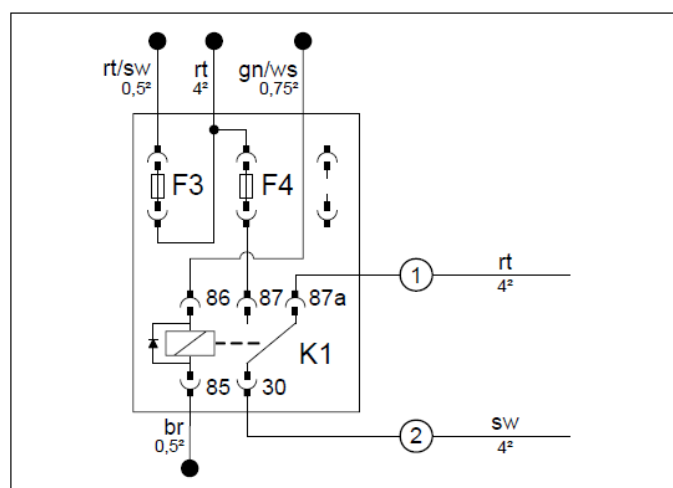 rt/sw
0,5²
rt
4²
gn/ws
0,75²
F3
F4
86
87
87a
1
rt
4²
K1
85
30
br
0,5²
2
sw
4²